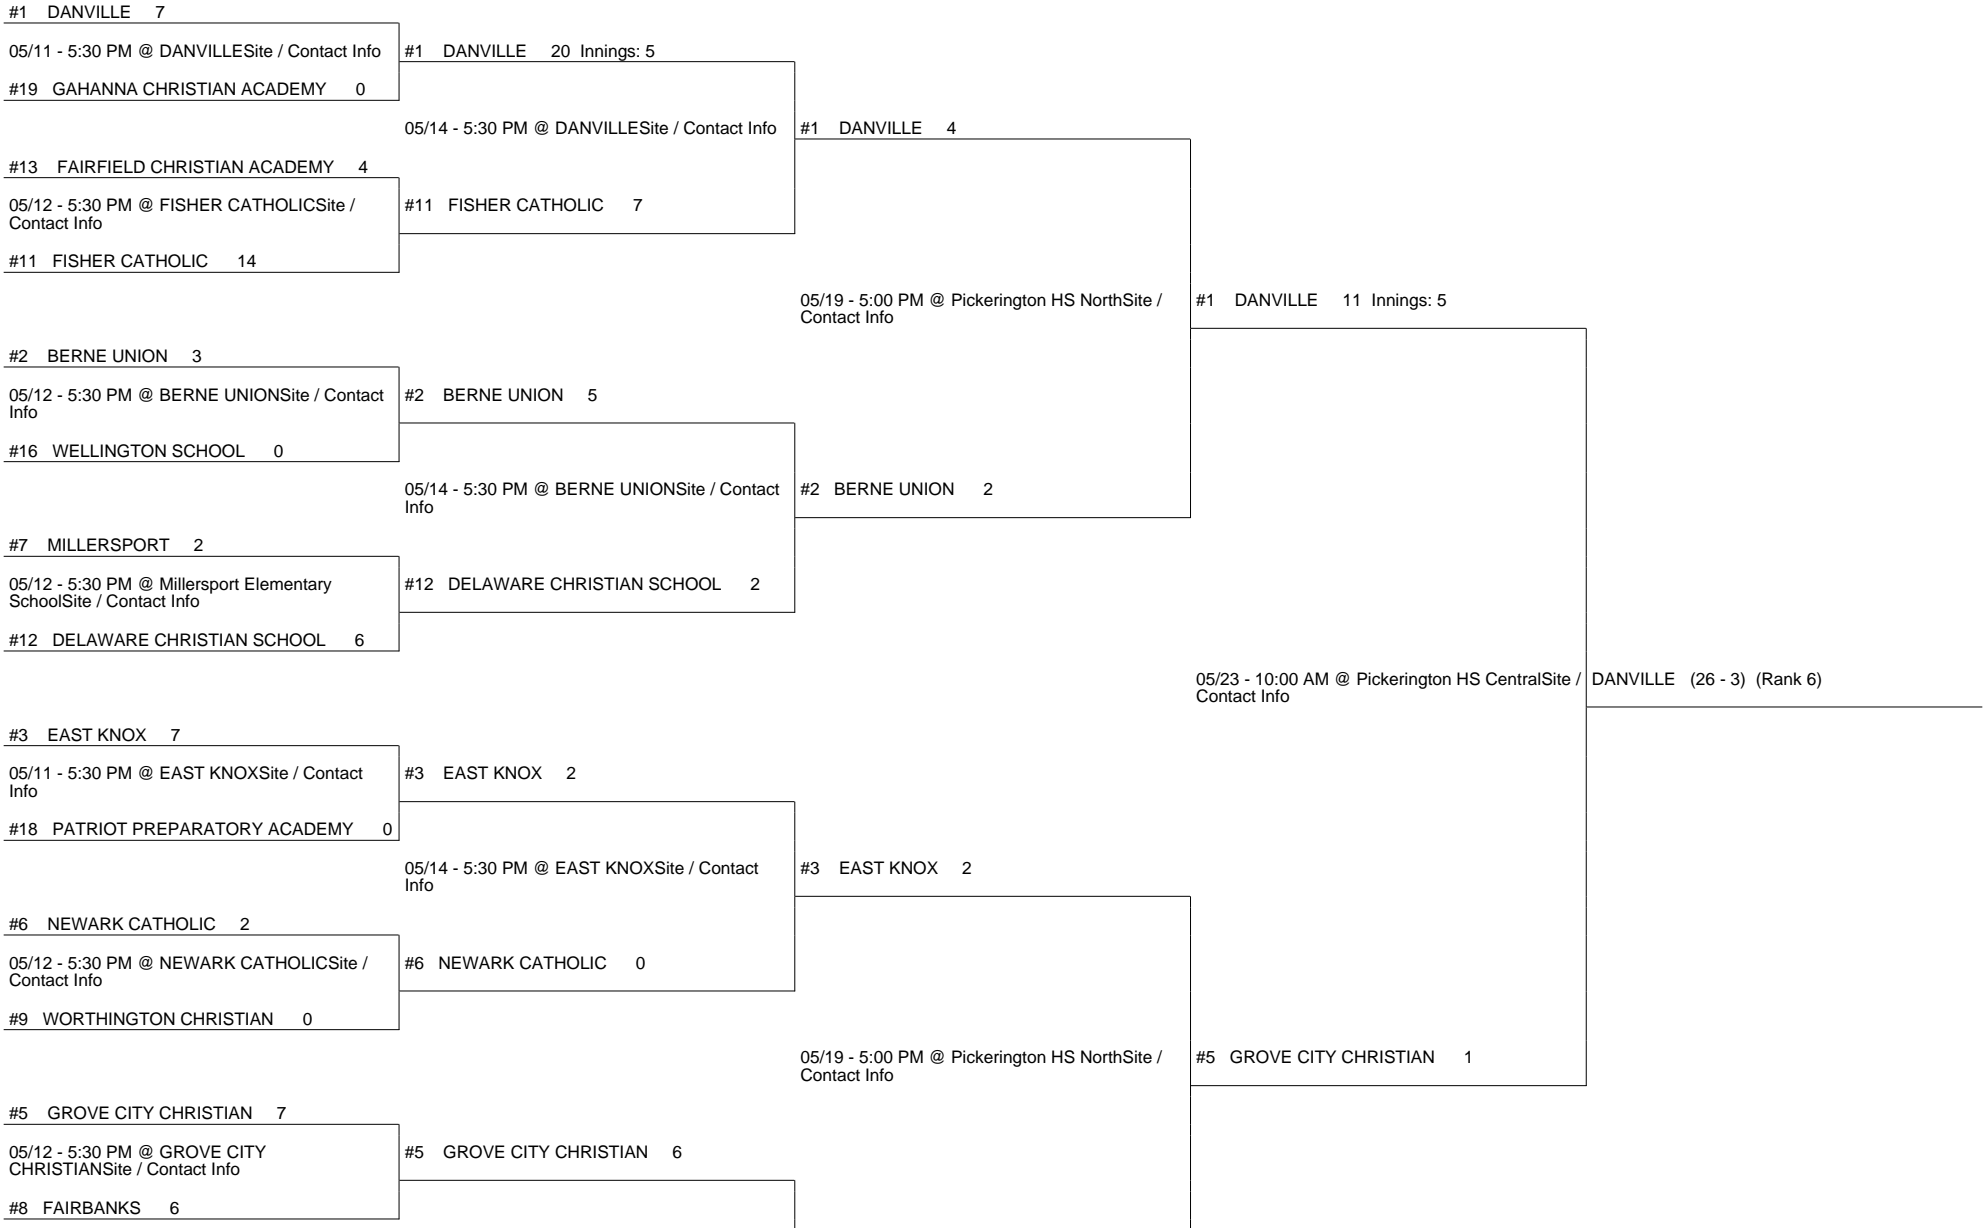 #1 DANVILLE 7
05/11 - 5:30 PM @ DANVILLESite / Contact Info
#19 GAHANNA CHRISTIAN ACADEMY 0
#13 FAIRFIELD CHRISTIAN ACADEMY 4
05/12 - 5:30 PM @ FISHER CATHOLICSite /
Contact Info
#11 FISHER CATHOLIC 14
#2 BERNE UNION 3
05/12 - 5:30 PM @ BERNE UNIONSite / Contact
Info
#16 WELLINGTON SCHOOL 0
#7 MILLERSPORT 2
05/12 - 5:30 PM @ Millersport Elementary
SchoolSite / Contact Info
#12 DELAWARE CHRISTIAN SCHOOL 6
#3 EAST KNOX 7
05/11 - 5:30 PM @ EAST KNOXSite / Contact
Info
#18 PATRIOT PREPARATORY ACADEMY 0
#6 NEWARK CATHOLIC 2
05/12 - 5:30 PM @ NEWARK CATHOLICSite /
Contact Info
#9 WORTHINGTON CHRISTIAN 0
#5 GROVE CITY CHRISTIAN 7
05/12 - 5:30 PM @ GROVE CITY
CHRISTIANSite / Contact Info
#8 FAIRBANKS 6
#1 DANVILLE 20 Innings: 5
05/14 - 5:30 PM @ DANVILLESite / Contact Info
#11 FISHER CATHOLIC 7
#2 BERNE UNION 5
05/14 - 5:30 PM @ BERNE UNIONSite / Contact
Info
#12 DELAWARE CHRISTIAN SCHOOL 2
#3 EAST KNOX 2
05/14 - 5:30 PM @ EAST KNOXSite / Contact
Info
#6 NEWARK CATHOLIC 0
#5 GROVE CITY CHRISTIAN 6
#1 DANVILLE 4
05/19 - 5:00 PM @ Pickerington HS NorthSite /
Contact Info
#2 BERNE UNION 2
#3 EAST KNOX 2
05/19 - 5:00 PM @ Pickerington HS NorthSite /
Contact Info
#1 DANVILLE 11 Innings: 5
05/23 - 10:00 AM @ Pickerington HS CentralSite /
Contact Info
#5 GROVE CITY CHRISTIAN 1
DANVILLE (26 - 3) (Rank 6)